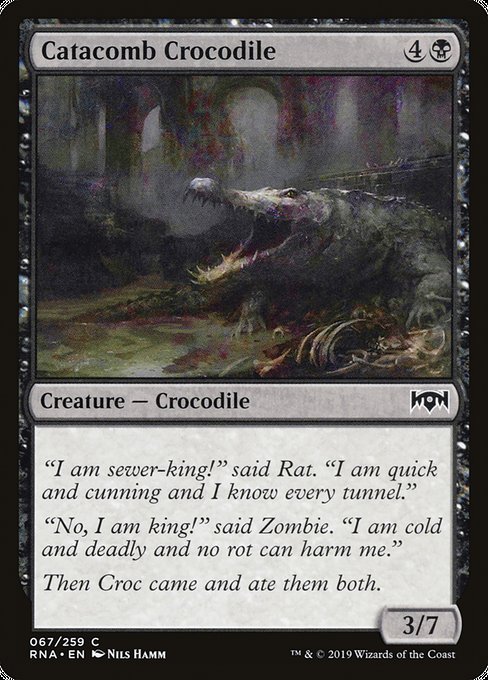 Catacomb Crocodile 4
Creature — Crocodile
“I am sewer-king!” said Rat. “I am quick
and cunning and I know every tunnel.”
“No, I am king!” said Zombie. “I am cold
and deadly and no rot can harm me.”
Then Croc came and ate them both.
3/7
067/259 C
RNA • EN Nils Hamm
™ & © 2019 Wizards of the Coast